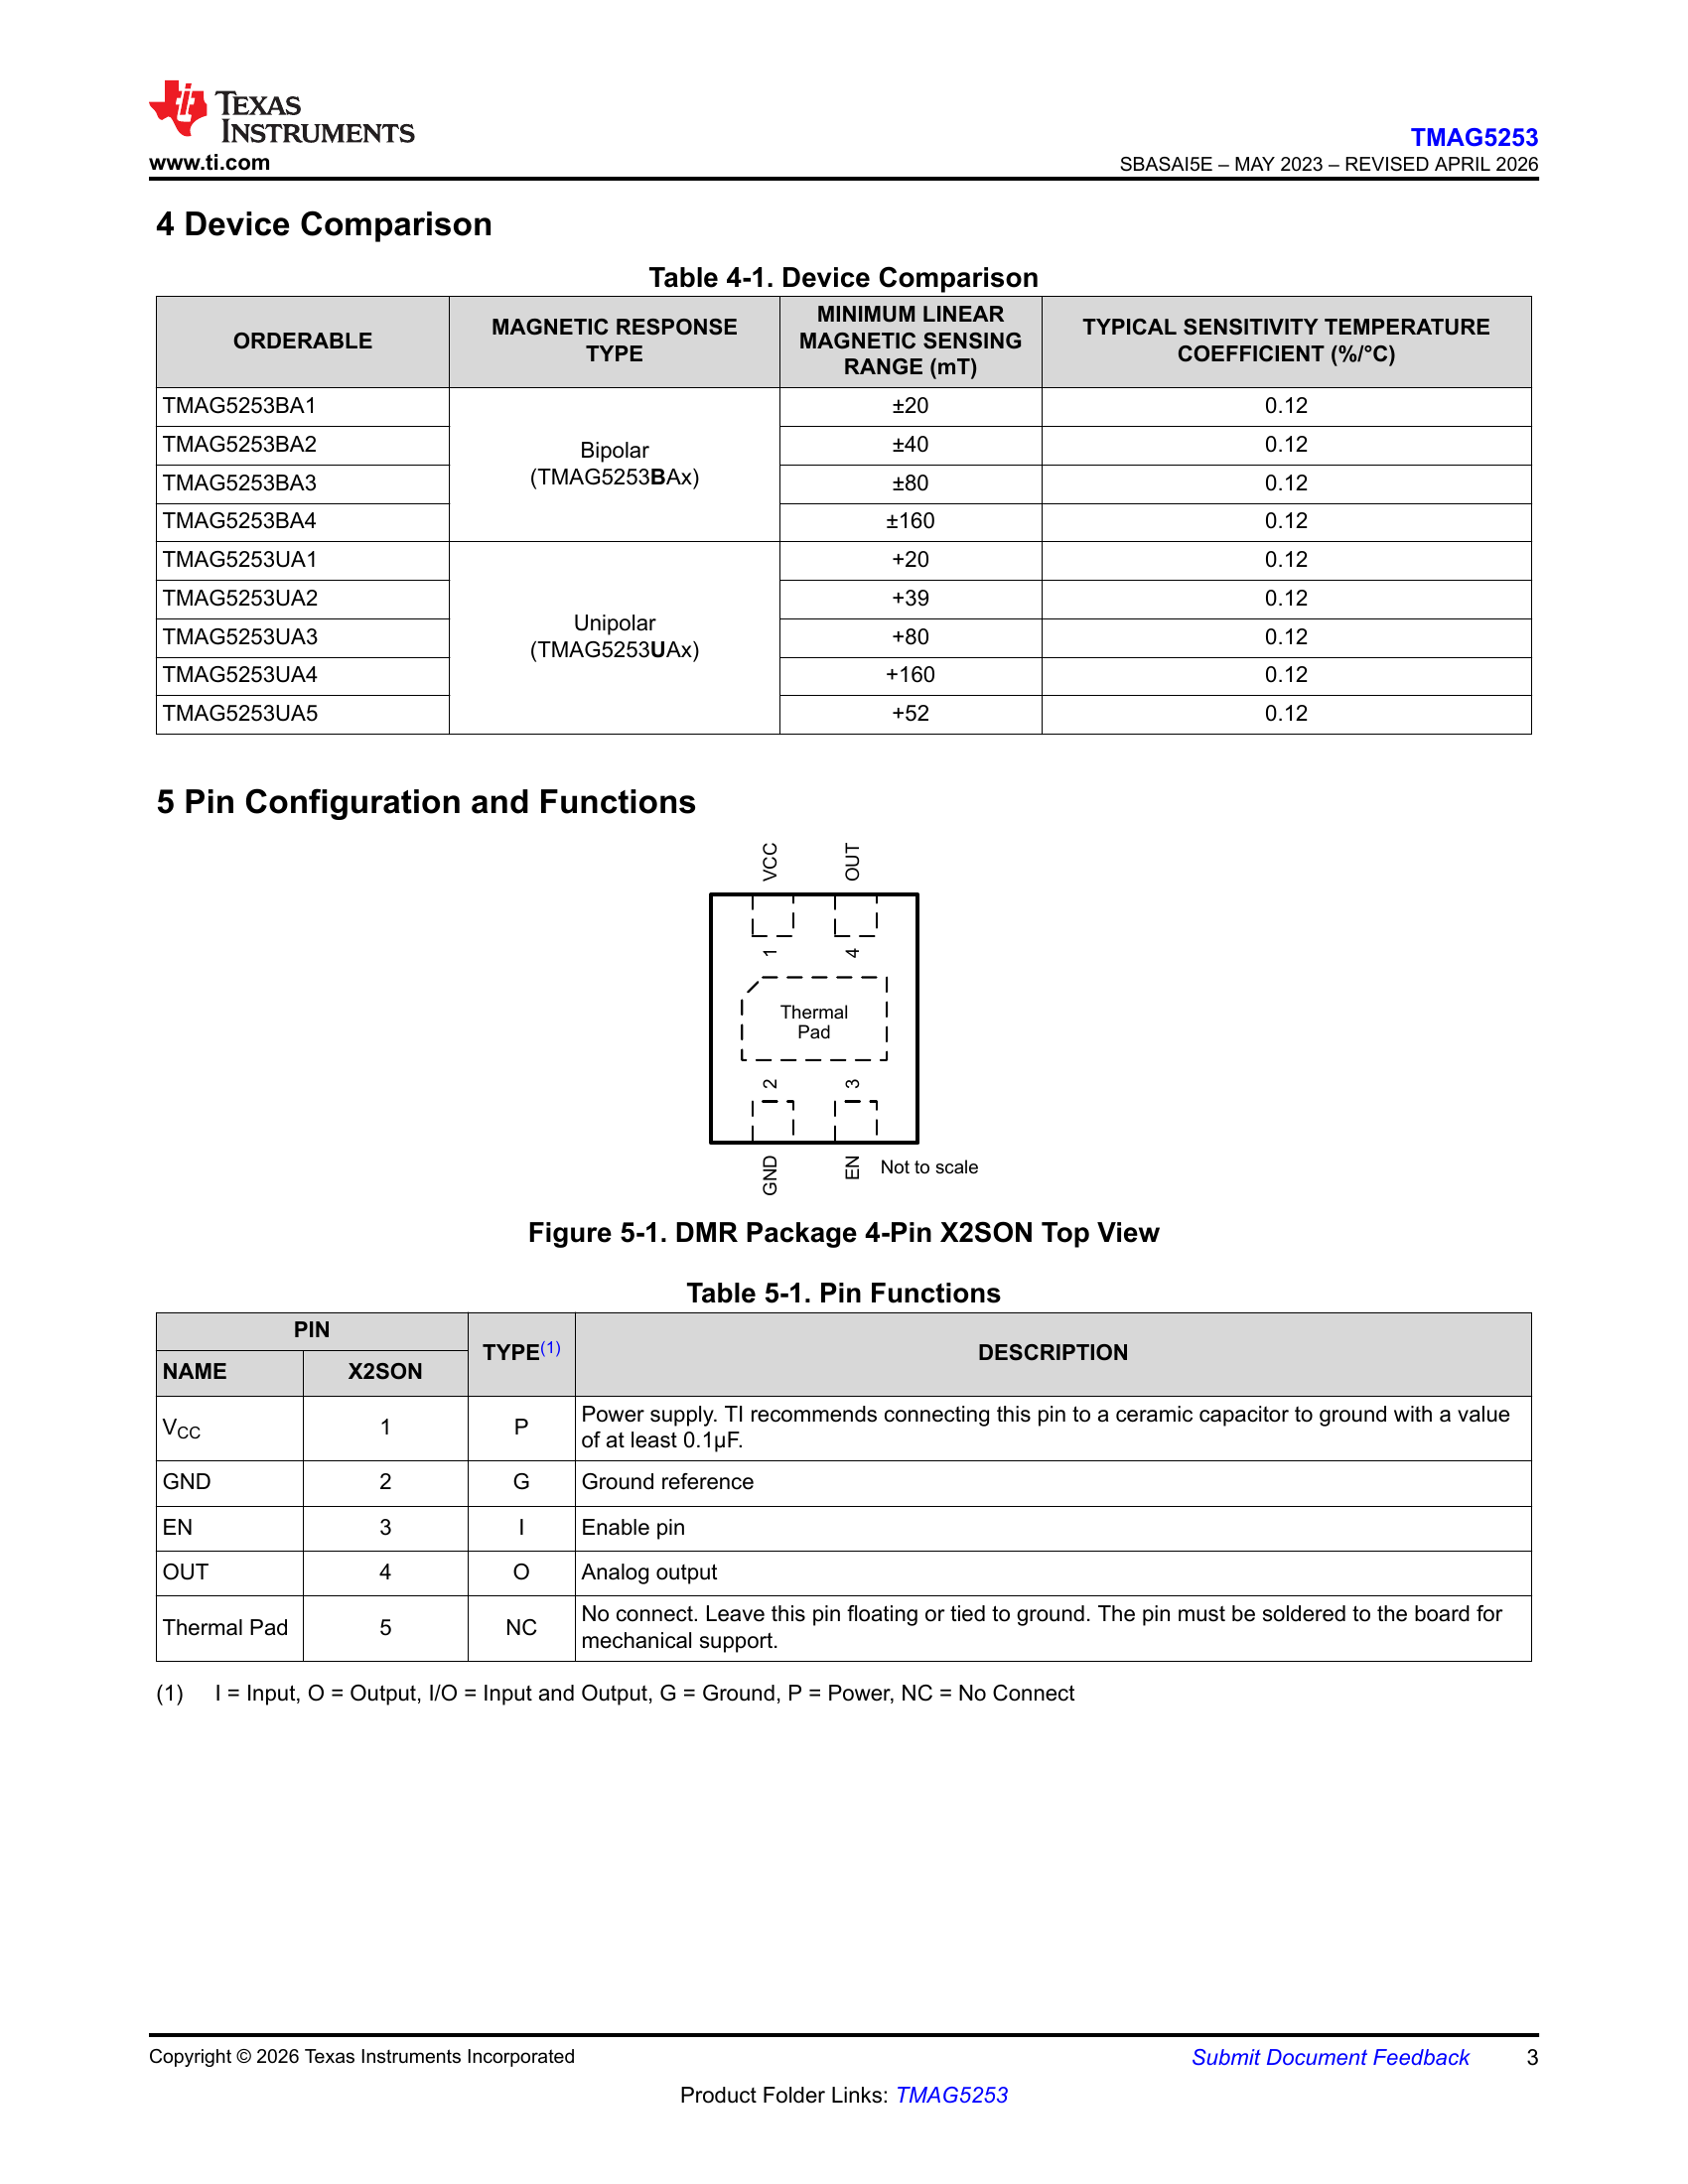 TEXAS
INSTRUMENTS
www.ti.com
TMAG5253
SBASAI5E – MAY 2023 – REVISED APRIL 2026
4 Device Comparison
Table 4-1. Device Comparison
ORDERABLE MAGNETIC RESPONSE TYPE MINIMUM LINEAR MAGNETIC SENSING RANGE (mT) TYPICAL SENSITIVITY TEMPERATURE COEFFICIENT (%/°C)
TMAG5253BA1 ±20 0.12
TMAG5253BA2 ±40 0.12
Bipolar
(TMAG5253BAx)
TMAG5253BA3 ±80 0.12
TMAG5253BA4 ±160 0.12
TMAG5253UA1 +20 0.12
TMAG5253UA2 +39 0.12
Unipolar
(TMAG5253UAx)
TMAG5253UA3 +80 0.12
TMAG5253UA4 +160 0.12
TMAG5253UA5 +52 0.12
5 Pin Configuration and Functions
VCC OUT
1 4
Thermal
Pad
2 3
GND EN Not to scale
Figure 5-1. DMR Package 4-Pin X2SON Top View
Table 5-1. Pin Functions
PIN TYPE(1) DESCRIPTION
NAME X2SON
VCC 1 P Power supply. TI recommends connecting this pin to a ceramic capacitor to ground with a value
of at least 0.1µF.
GND 2 G Ground reference
EN 3 I Enable pin
OUT 4 O Analog output
Thermal Pad 5 NC No connect. Leave this pin floating or tied to ground. The pin must be soldered to the board for
mechanical support.
(1) I = Input, O = Output, I/O = Input and Output, G = Ground, P = Power, NC = No Connect
Copyright © 2026 Texas Instruments Incorporated Submit Document Feedback 3
Product Folder Links: TMAG5253